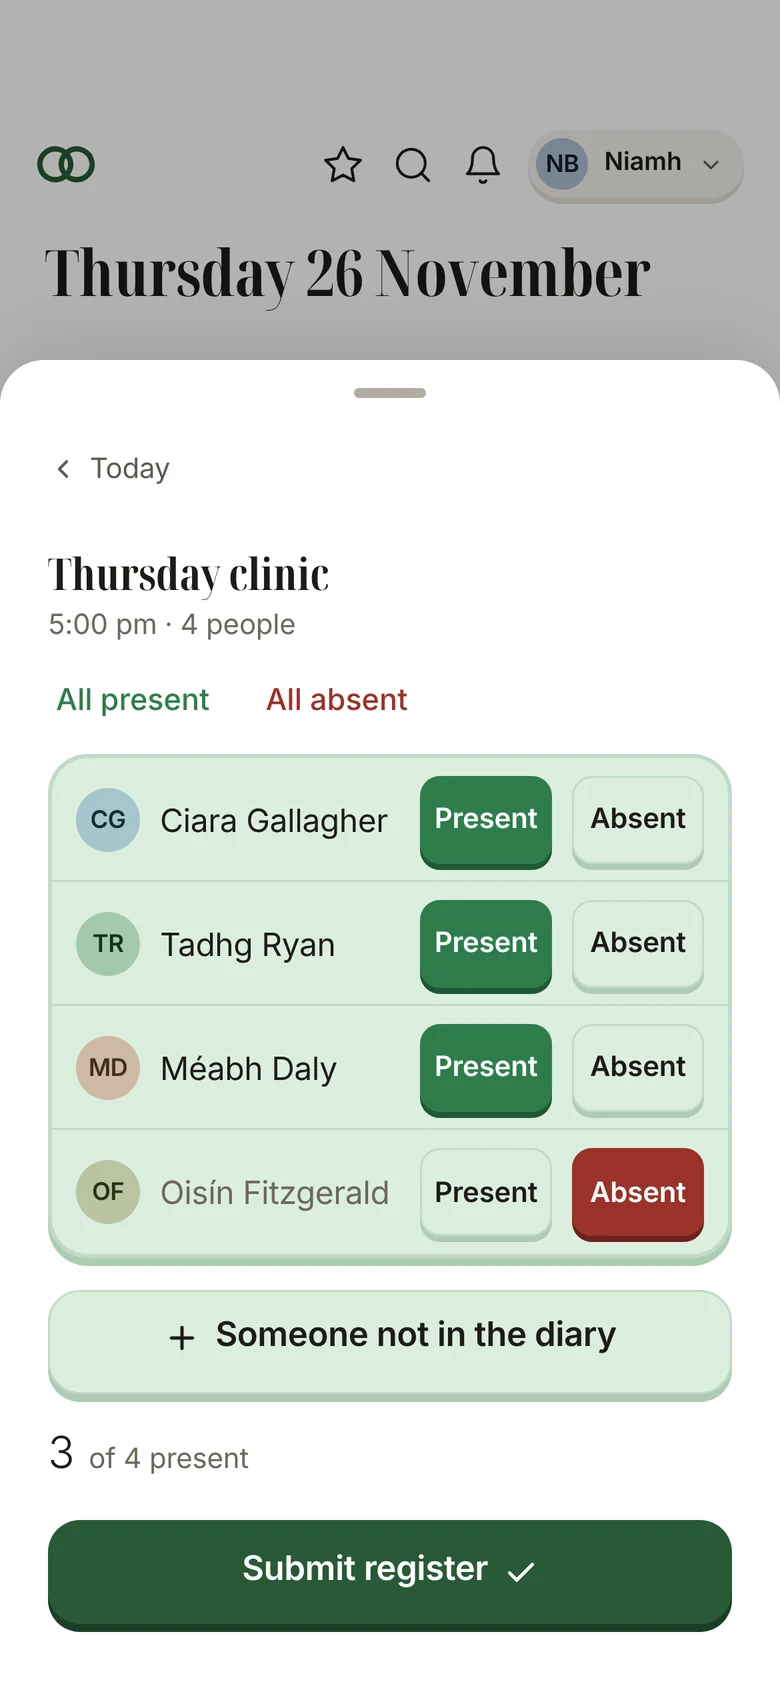 NB Niamh
Thursday 26 November
Today
Thursday clinic
5:00 pm · 4 people
All present All absent
CG Ciara Gallagher Present Absent
TR Tadhg Ryan Present Absent
MD Méabh Daly Present Absent
OF Oisín Fitzgerald Present Absent
+ Someone not in the diary
3 of 4 present
Submit register